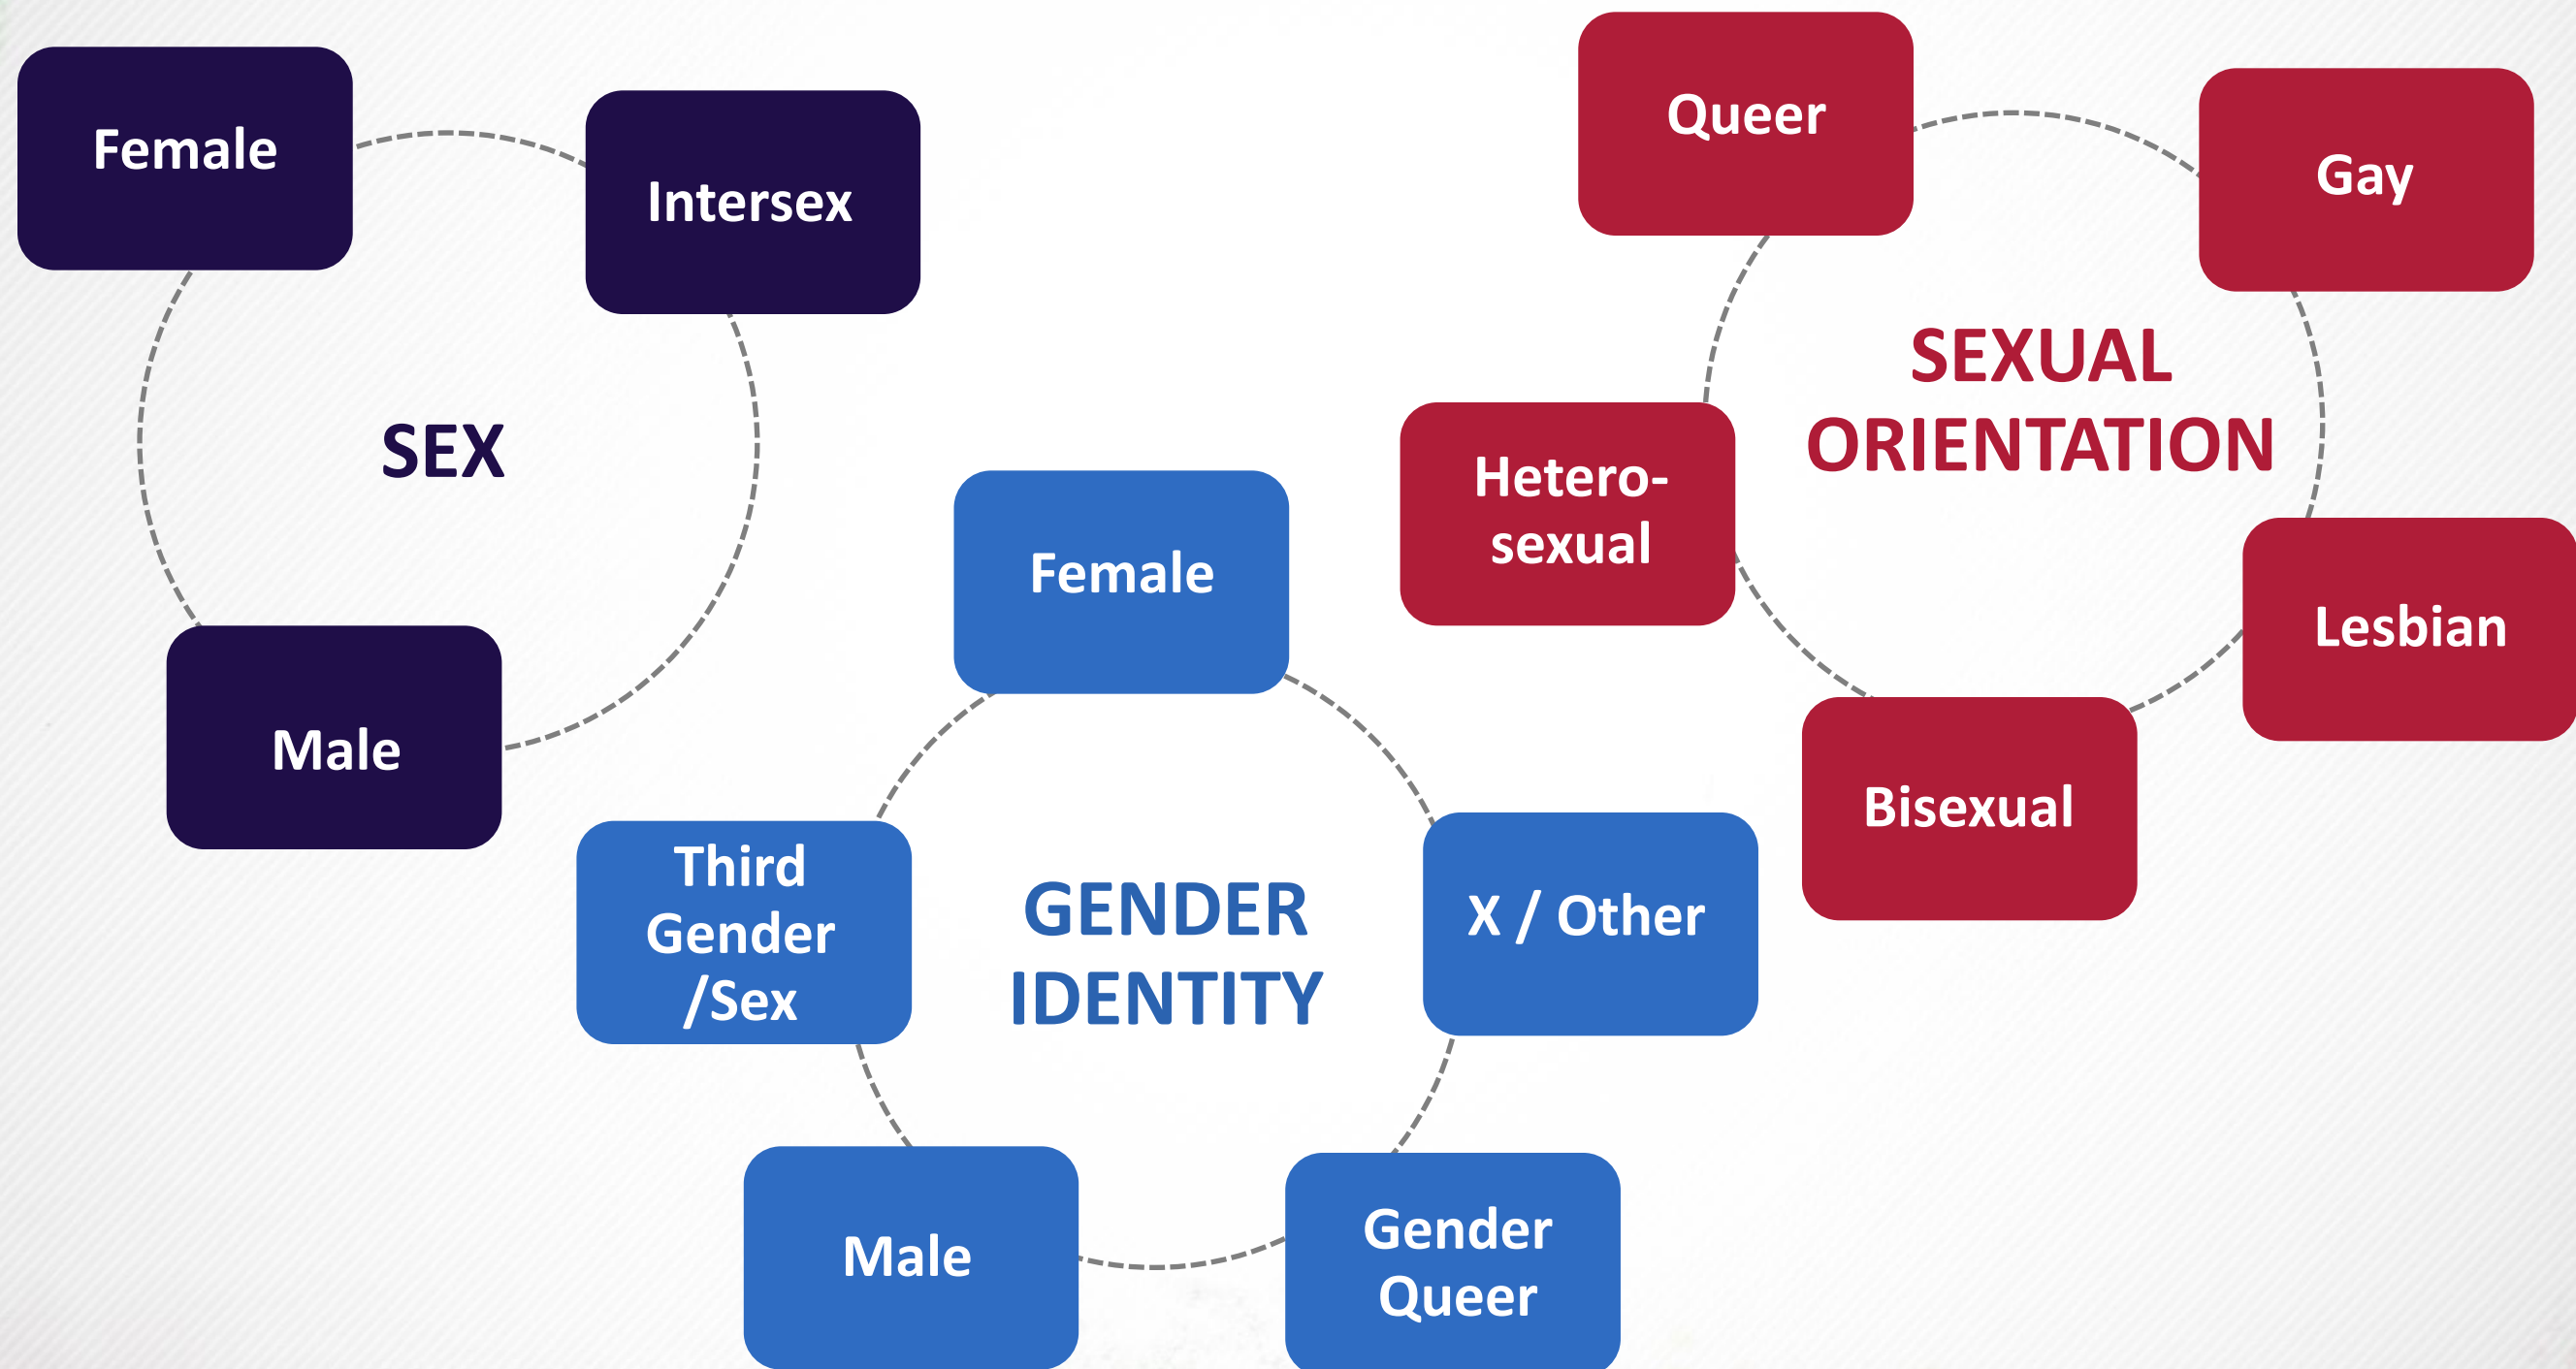 Female
Intersex
SEX
Male
Queer
Gay
SEXUAL
ORIENTATION
Hetero-
sexual
Lesbian
Bisexual
Female
Third
Gender
/Sex
GENDER
IDENTITY
X / Other
Male
Gender
Queer